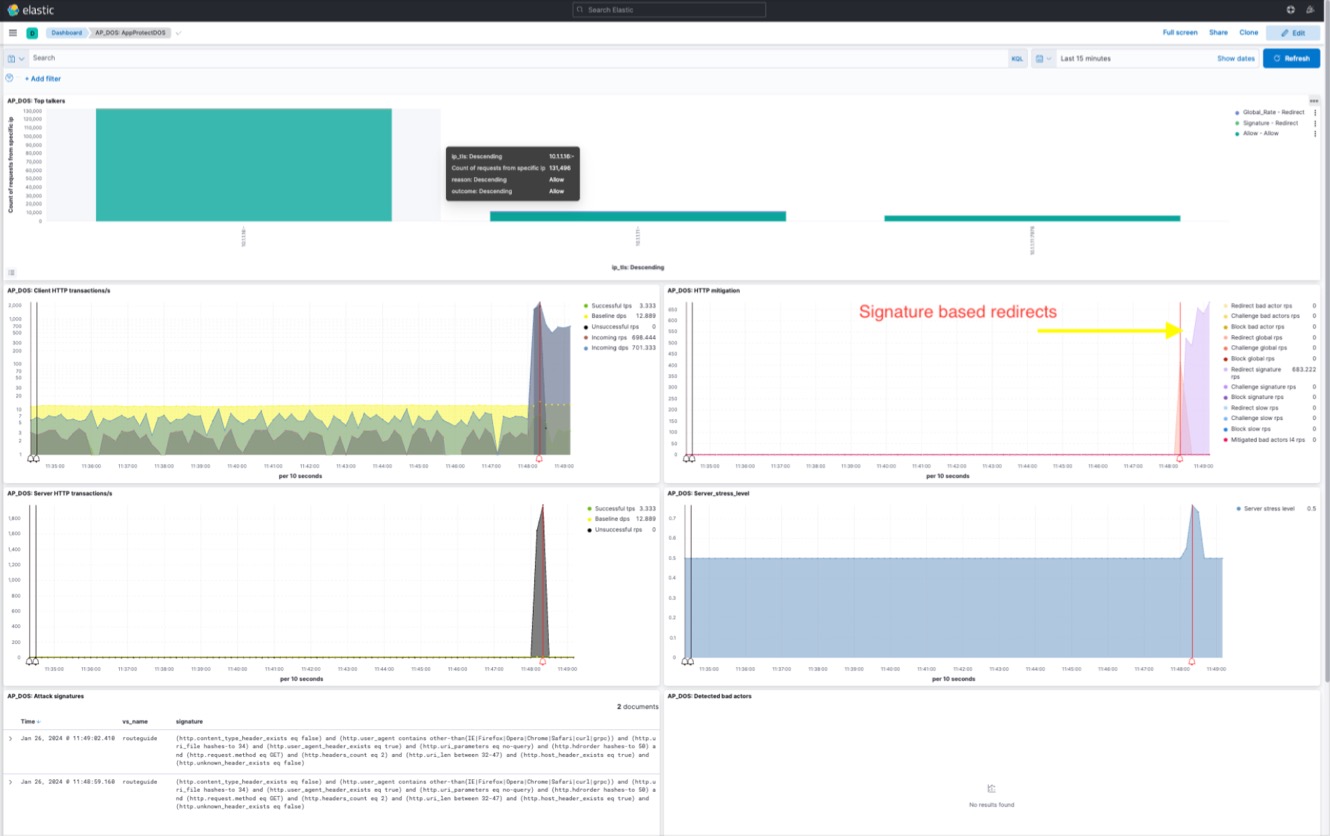 elastic
Search Elastic
D Dashboard AP_DOS: AppProtectDOS
Full screen Share Clone Edit
Search
KQL
Last 15 minutes
Show dates
Refresh
+ Add filter
AP_DOS: Top talkers
Count of requests from specific ip
130,000
120,000
110,000
100,000
90,000
80,000
70,000
60,000
50,000
40,000
30,000
20,000
10,000
0
ip_tls: Descending
Count of requests from specific ip 131,496
reason: Descending Allow
outcome: Descending Allow
Global_Rate - Redirect
Signature - Redirect
Allow - Allow
ip_tls: Descending
AP_DOS: Client HTTP transactions/s
Successful tps 3.333
Baseline dps 12.889
Unsuccessful rps 0
Incoming rps 698.444
Incoming dps 701.333
11:35:00 11:36:00 11:37:00 11:38:00 11:39:00 11:40:00 11:41:00 11:42:00 11:43:00 11:44:00 11:45:00 11:46:00 11:47:00 11:48:00 11:49:00
per 10 seconds
AP_DOS: HTTP mitigation
Signature based redirects
650
600
550
500
450
400
350
300
250
200
150
100
50
0
Redirect bad actor rps 0
Challenge bad actors rps 0
Block bad actor rps 0
Redirect global rps 0
Challenge global rps 0
Block global rps 0
Redirect signature rps 683.222
Challenge signature rps 0
Block signature rps 0
Redirect slow rps 0
Challenge slow rps 0
Block slow rps 0
Mitigated bad actors l4 rps 0
11:35:00 11:36:00 11:37:00 11:38:00 11:39:00 11:40:00 11:41:00 11:42:00 11:43:00 11:44:00 11:45:00 11:46:00 11:47:00 11:48:00 11:49:00
per 10 seconds
AP_DOS: Server HTTP transactions/s
1,800
1,600
1,400
1,200
1,000
800
600
400
200
0
Successful tps 3.333
Baseline dps 12.889
Unsuccessful rps 0
11:35:00 11:36:00 11:37:00 11:38:00 11:39:00 11:40:00 11:41:00 11:42:00 11:43:00 11:44:00 11:45:00 11:46:00 11:47:00 11:48:00 11:49:00
per 10 seconds
AP_DOS: Server_stress_level
0.7
0.6
0.5
0.4
0.3
0.2
0.1
0
Server stress level 0.5
11:35:00 11:36:00 11:37:00 11:38:00 11:39:00 11:40:00 11:41:00 11:42:00 11:43:00 11:44:00 11:45:00 11:46:00 11:47:00 11:48:00 11:49:00
per 10 seconds
AP_DOS: Attack signatures
2 documents
Time vs_name signature
Jan 26, 2024 @ 11:49:02.410 routeguide (http.content_type_header_exists eq false) and (http.user_agent contains other-than(IE|Firefox|Opera|Chrome|Safari|curl|grpc)) and (http.u
ri_file hashes-to 34) and (http.user_agent_header_exists eq true) and (http.uri_parameters eq no-query) and (http.hdrorder hashes-to 50) a
nd (http.request.method eq GET) and (http.headers_count eq 2) and (http.uri_len between 32-47) and (http.host_header_exists eq true) and
(http.unknown_header_exists eq false)
Jan 26, 2024 @ 11:48:59.160 routeguide (http.content_type_header_exists eq false) and (http.user_agent contains other-than(IE|Firefox|Opera|Chrome|Safari|curl|grpc)) and (http.u
ri_file hashes-to 34) and (http.user_agent_header_exists eq true) and (http.uri_parameters eq no-query) and (http.hdrorder hashes-to 50) a
nd (http.request.method eq GET) and (http.headers_count eq 2) and (http.uri_len between 32-47) and (http.host_header_exists eq true) and
(http.unknown_header_exists eq false)
AP_DOS: Detected bad actors
No results found